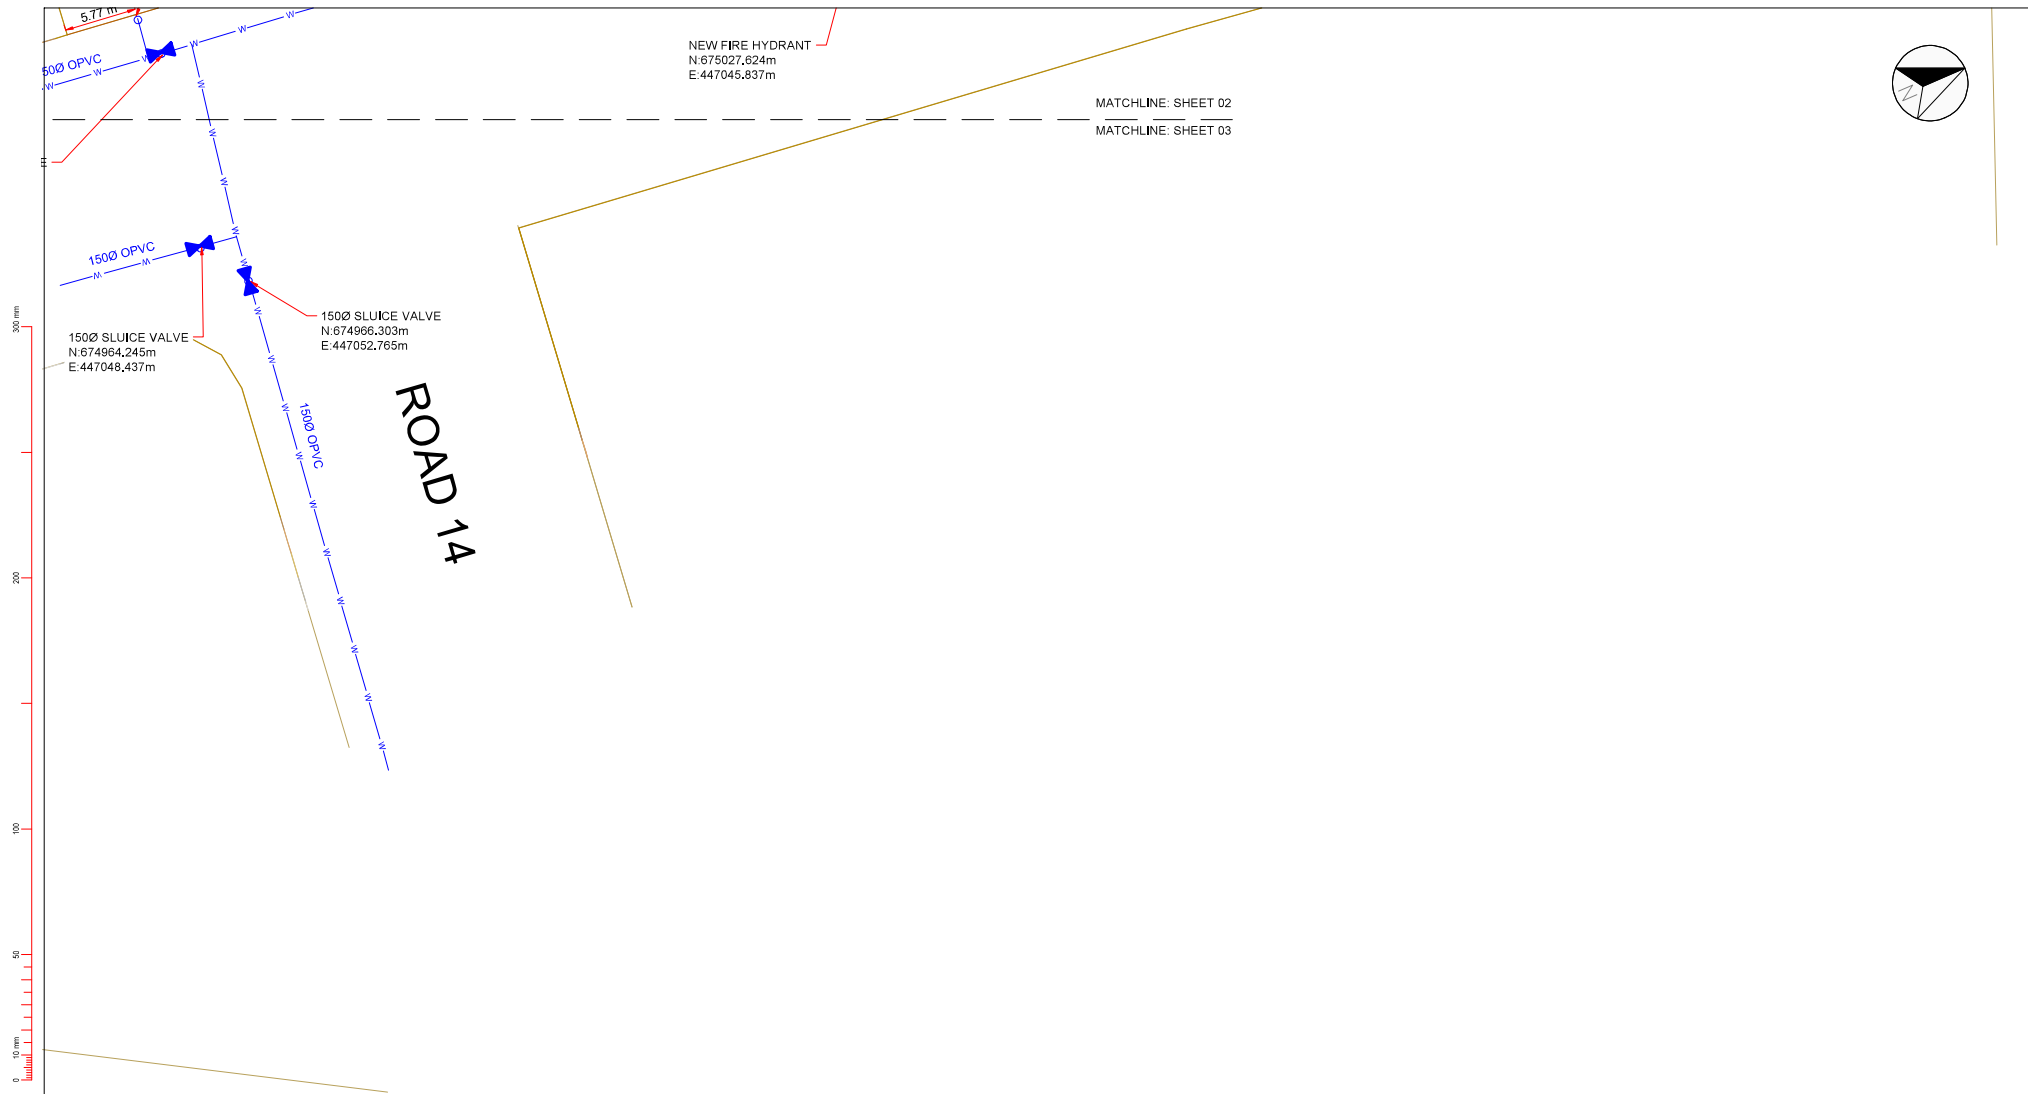 5.77 m
50Ø OPVC
NEW FIRE HYDRANT
N:675027.624m
E:447045.837m
MATCHLINE: SHEET 02
MATCHLINE: SHEET 03
N
150Ø OPVC
150Ø SLUICE VALVE
N:674966.303m
E:447052.765m
150Ø SLUICE VALVE
N:674964.245m
E:447048.437m
150Ø OPVC
ROAD 14
300 mm
200
100
50
10 mm
0
W W W W W W
W W W W W
W W
W W W W W W W W W W W